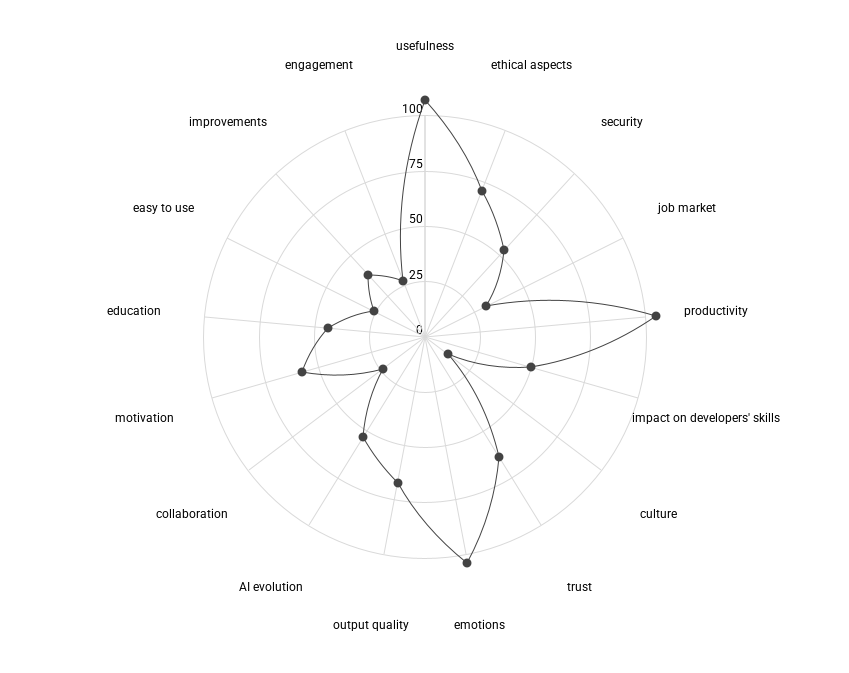 usefulness
engagement
ethical aspects
100
improvements
security
75
easy to use
job market
50
25
education
productivity
0
motivation
impact on developers' skills
collaboration
culture
AI evolution
trust
output quality
emotions